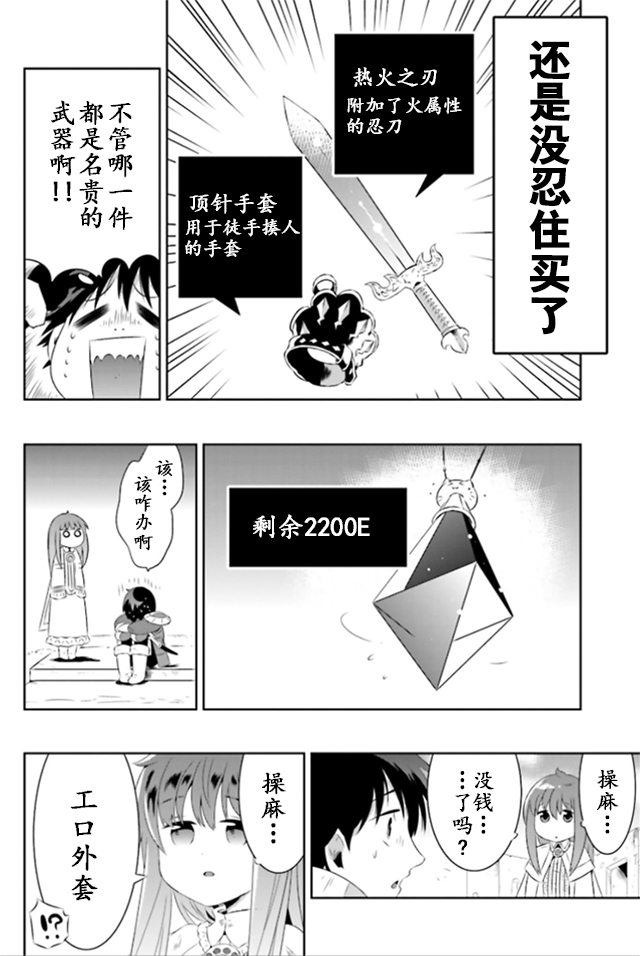 还是没忍住买了
热火之刃
附加了火属性
的忍刀
顶针手套
用于徒手揍人
的手套
不管哪一件
都是名贵的
武器啊!!
剩余2200E
该…
该咋办啊
操麻…
没钱…
…了吗?
操麻…
工口外套
!?